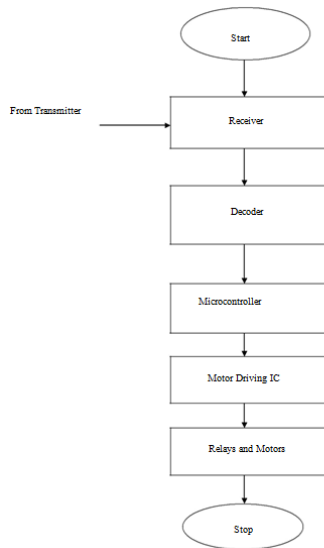 Start
From Transmitter
Receiver
Decoder
Microcontroller
Motor Driving IC
Relays and Motors
Stop